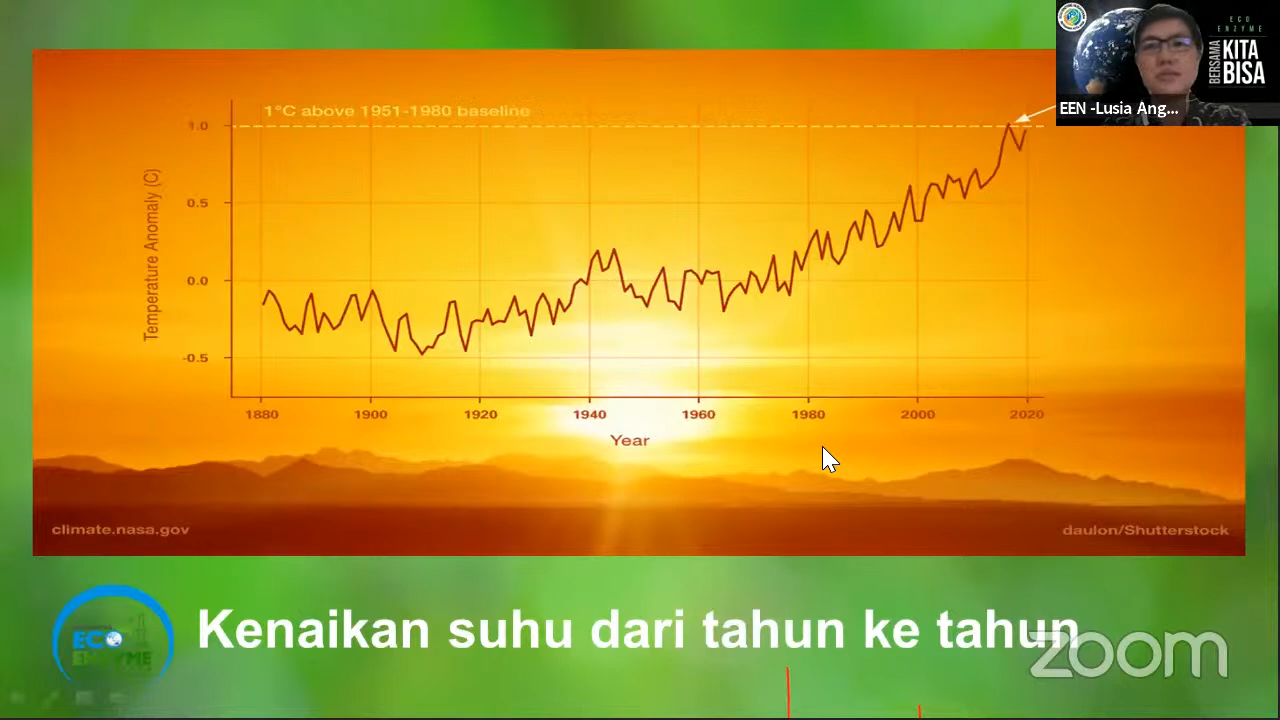 ECO
ENZYME
BERSAMA
KITA
BISA
EEN -Lusia Ang...
1°C above 1951-1980 baseline
1.0
0.5
0.0
-0.5
Temperature Anomaly (C)
1880 1900 1920 1940 1960 1980 2000 2020
Year
climate.nasa.gov
daulon/Shutterstock
ECO
ENZYME
Kenaikan suhu dari tahun ke tahun
zoom